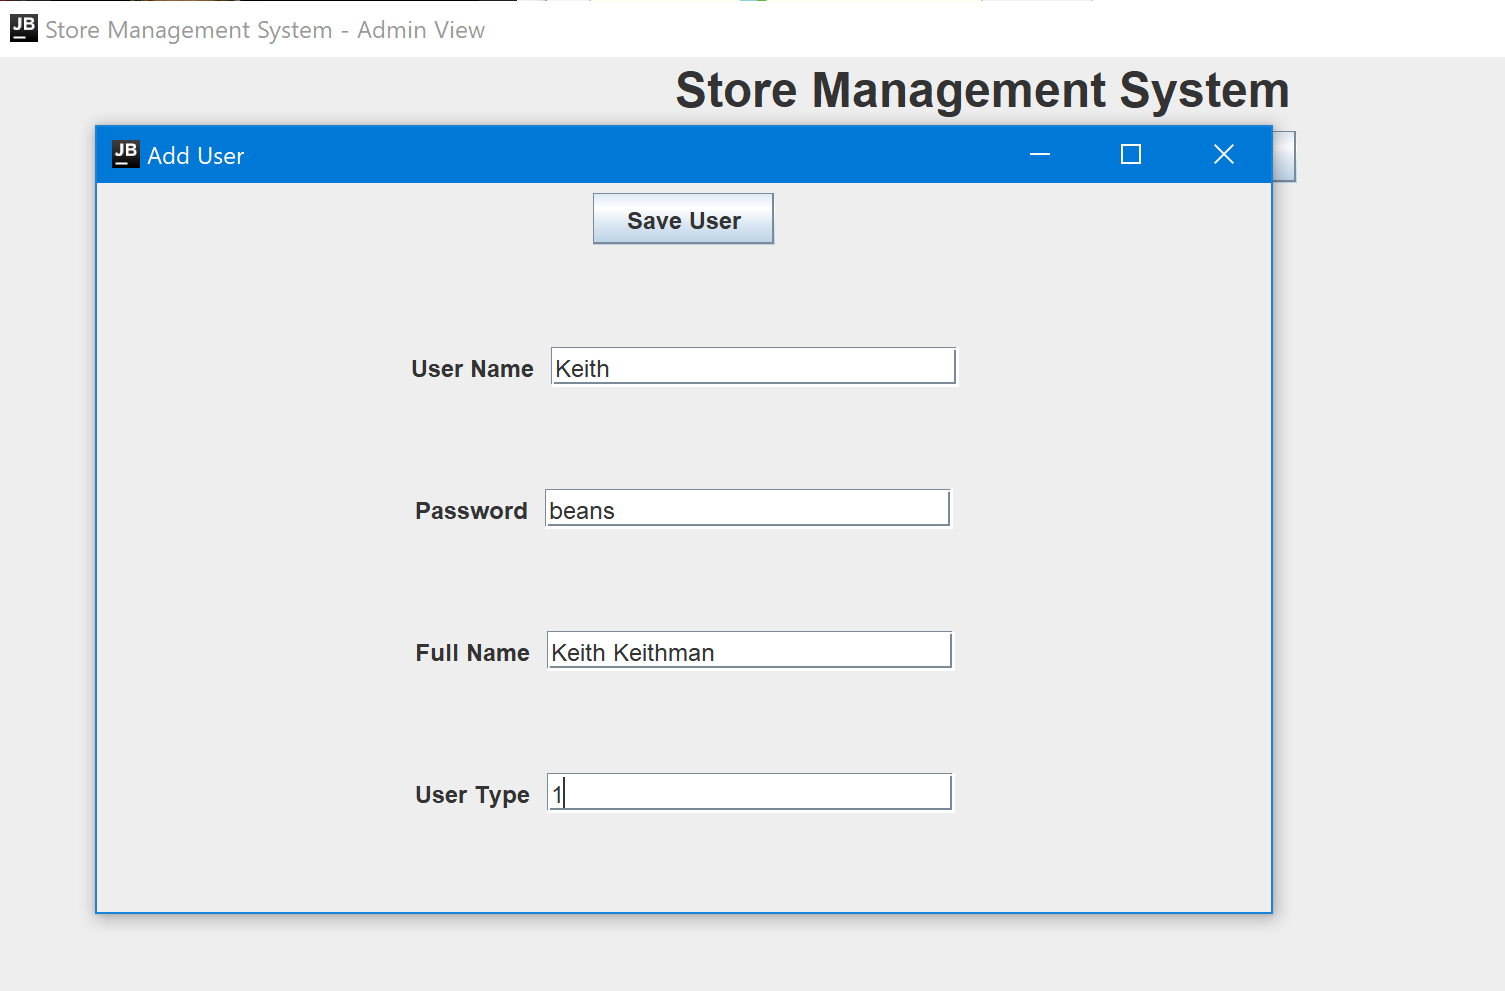 JB Store Management System - Admin View
Store Management System
JB Add User
Save User
User Name Keith
Password beans
Full Name Keith Keithman
User Type 1